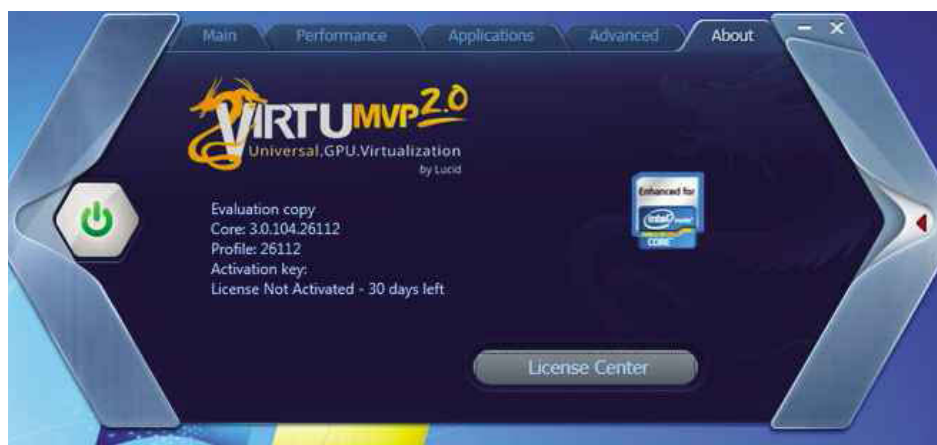 Main Performance Applications Advanced About
VIRTU MVP 2.0
Universal.GPU.Virtualization
by Lucid
Enhanced for
intel
CORE
Evaluation copy
Core: 3.0.104.26112
Profile: 26112
Activation key:
License Not Activated - 30 days left
License Center